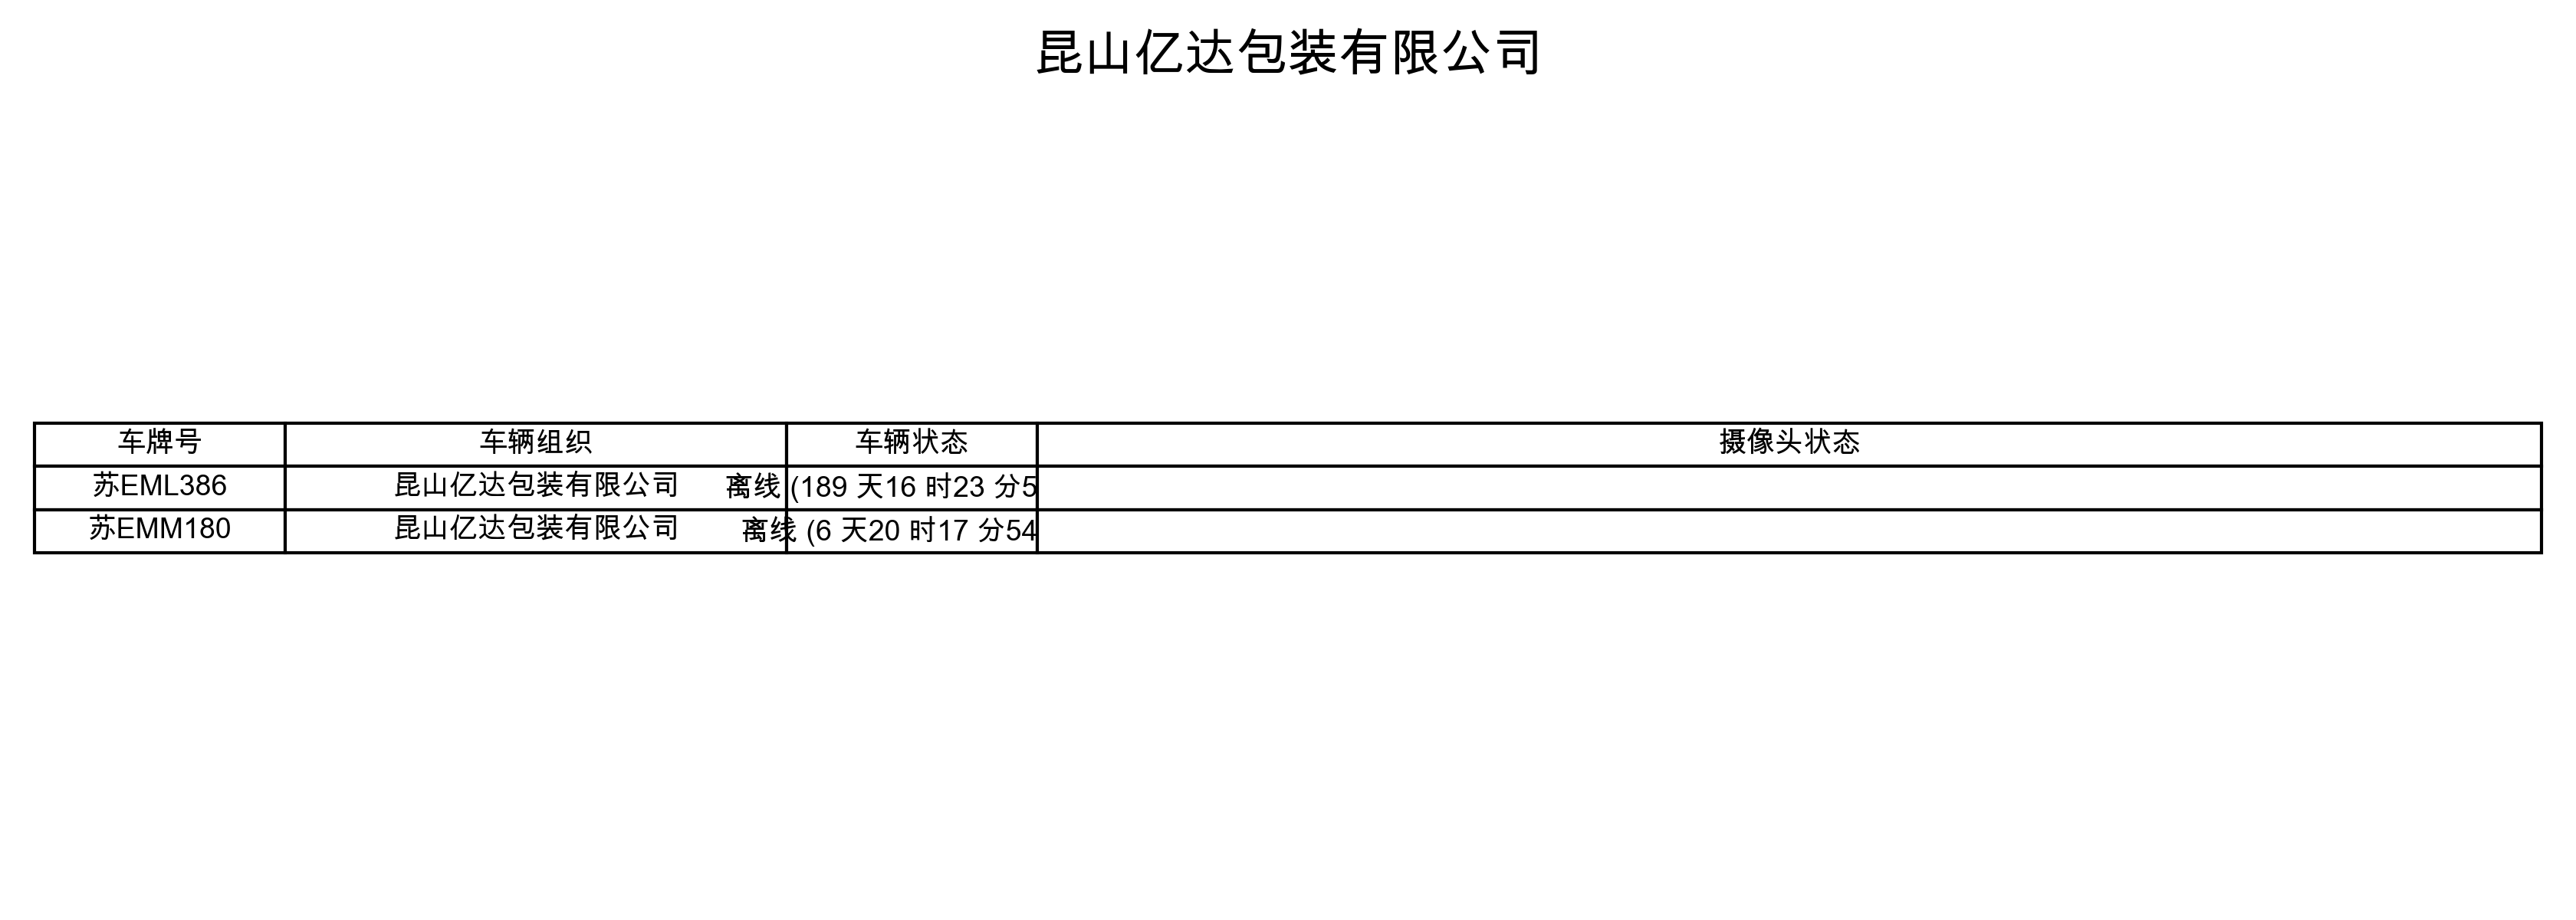 昆山亿达包装有限公司
车牌号 车辆组织 车辆状态 摄像头状态
苏EML386 昆山亿达包装有限公司 离线 (189 天16 时23 分5
苏EMM180 昆山亿达包装有限公司 离线 (6 天20 时17 分54